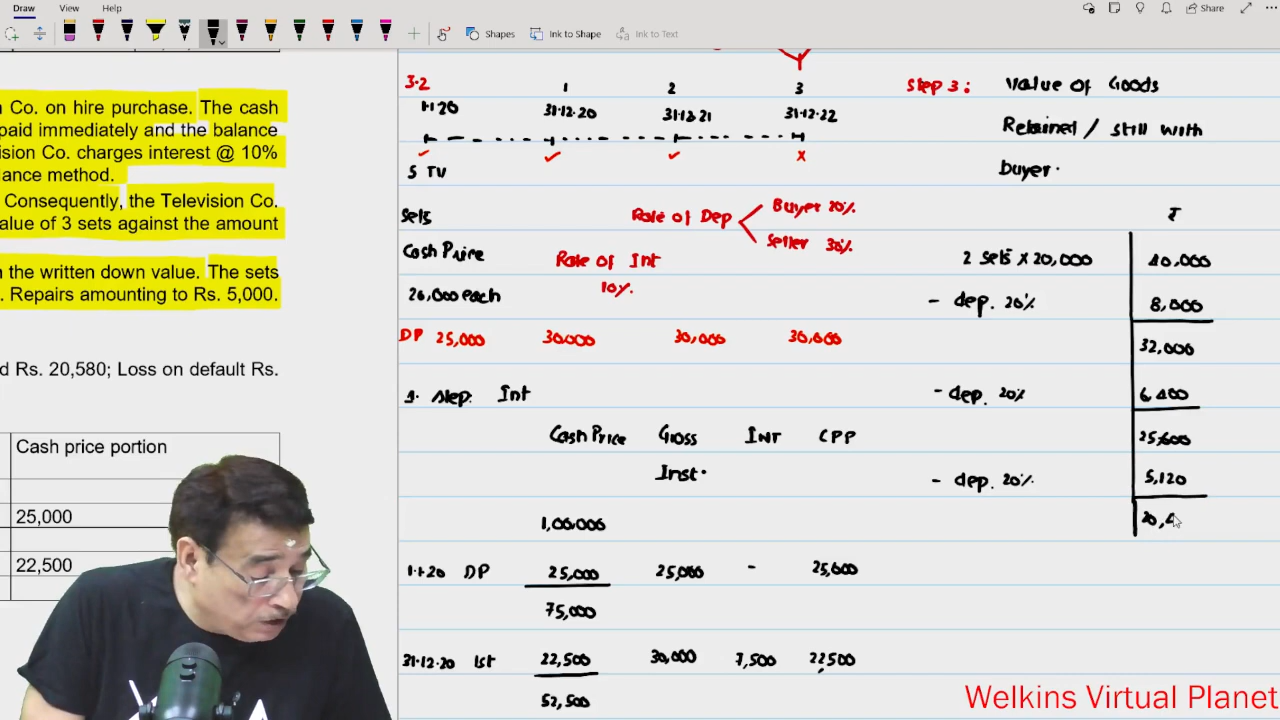 Draw View Help
Shapes Ink to Shape Ink to Text Share
n Co. on hire purchase. The cash
paid immediately and the balance
ision Co. charges interest @ 10%
ance method.
Consequently, the Television Co.
alue of 3 sets against the amount
n the written down value. The sets
. Repairs amounting to Rs. 5,000.
d Rs. 20,580; Loss on default Rs.
Cash price portion
25,000
22,500
3.2 1 2 3
1.1.20 31.12.20 31.12.21 31.12.22
5 TV
Sets
Cash Price
20,000 each
Rate of Dep Buyer 20%
Seller 30%
Rate of Int
10%
DP 25,000 30,000 30,000 30,000
1. Step: Int
Cash Price Gross INT CPP
Inst.
1,00,000
1.1.20 DP 25,000 25,000 - 25,000
75,000
31.12.20 1st 22,500 30,000 7,500 22,500
52,500
Step 3: Value of Goods
Retained / still with
buyer.
₹
2 sets x 20,000 40,000
- dep. 20% 8,000
32,000
- dep. 20% 6,400
25,600
- dep. 20% 5,120
20,4
Welkins Virtual Planet